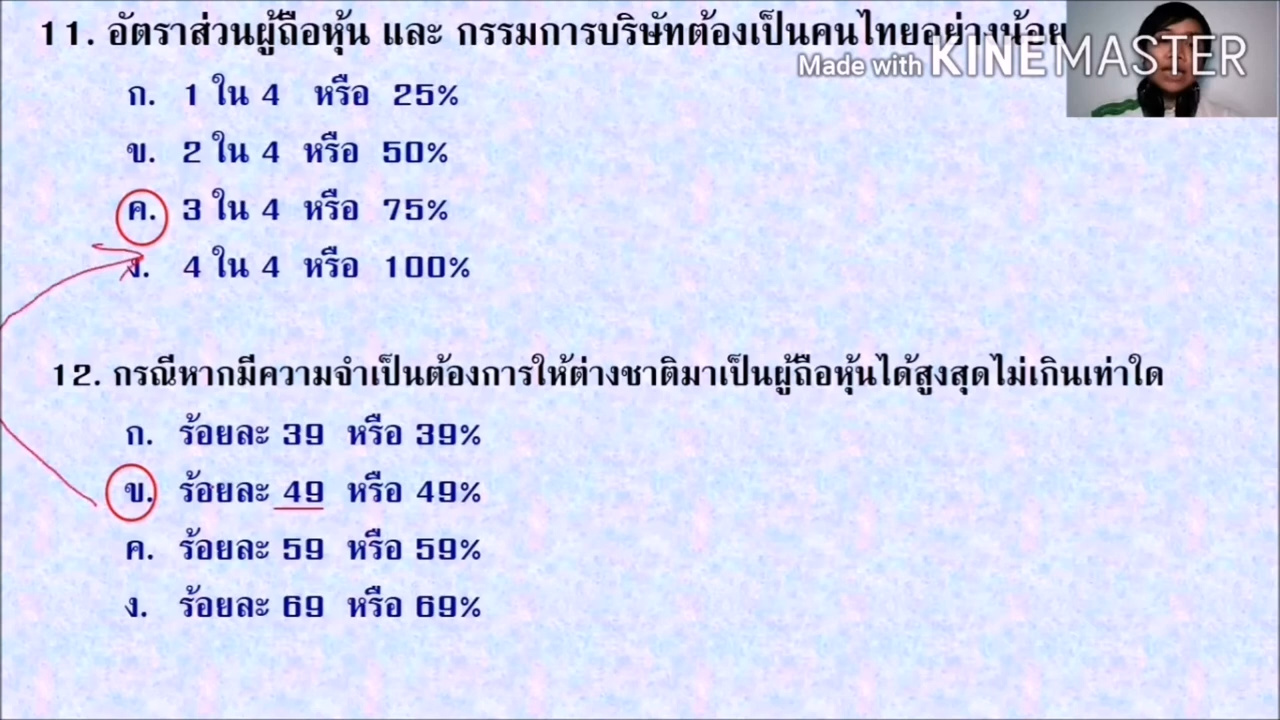 11. อัตราส่วนผู้ถือหุ้น และ กรรมการบริษัทต้องเป็นคนไทยอย่างน้อย
Made with KINEMASTER
ก. 1 ใน 4 หรือ 25%
ข. 2 ใน 4 หรือ 50%
ค. 3 ใน 4 หรือ 75%
ง. 4 ใน 4 หรือ 100%
12. กรณีหากมีความจำเป็นต้องการให้ต่างชาติมาเป็นผู้ถือหุ้นได้สูงสุดไม่เกินเท่าใด
ก. ร้อยละ 39 หรือ 39%
ข. ร้อยละ 49 หรือ 49%
ค. ร้อยละ 59 หรือ 59%
ง. ร้อยละ 69 หรือ 69%